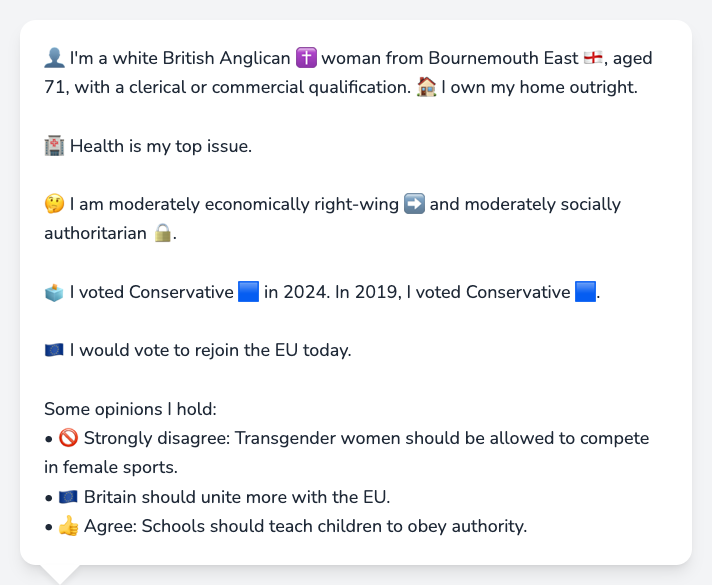 👤 I'm a white British Anglican ✝️ woman from Bournemouth East 🏴󠁧󠁢󠁥󠁮󠁧󠁿, aged
71, with a clerical or commercial qualification. 🏠 I own my home outright.
🏥 Health is my top issue.
🤔 I am moderately economically right-wing ➡️ and moderately socially
authoritarian 🔒.
🗳️ I voted Conservative 🟦 in 2024. In 2019, I voted Conservative 🟦.
🇪🇺 I would vote to rejoin the EU today.
Some opinions I hold:
• 🚫 Strongly disagree: Transgender women should be allowed to compete
in female sports.
• 🇪🇺 Britain should unite more with the EU.
• 👍 Agree: Schools should teach children to obey authority.